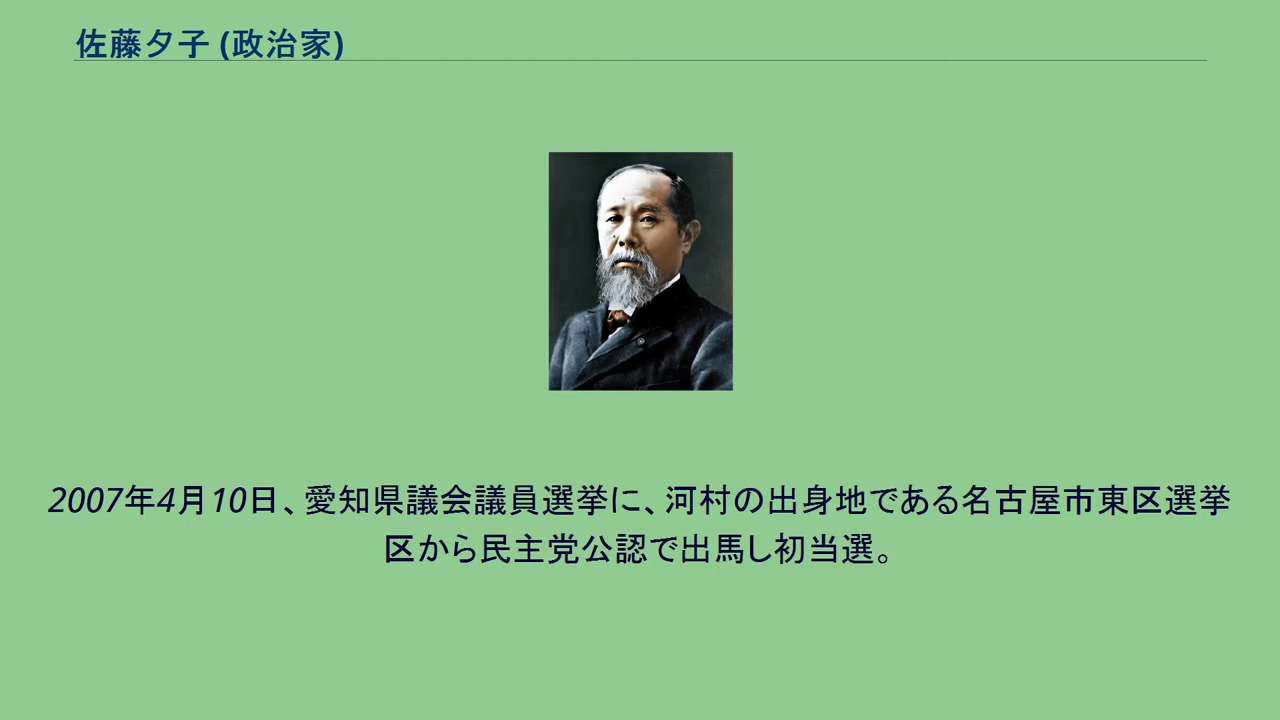 佐藤夕子 (政治家)
2007年4月10日、愛知県議会議員選挙に、河村の出身地である名古屋市東区選挙
区から民主党公認で出馬し初当選。